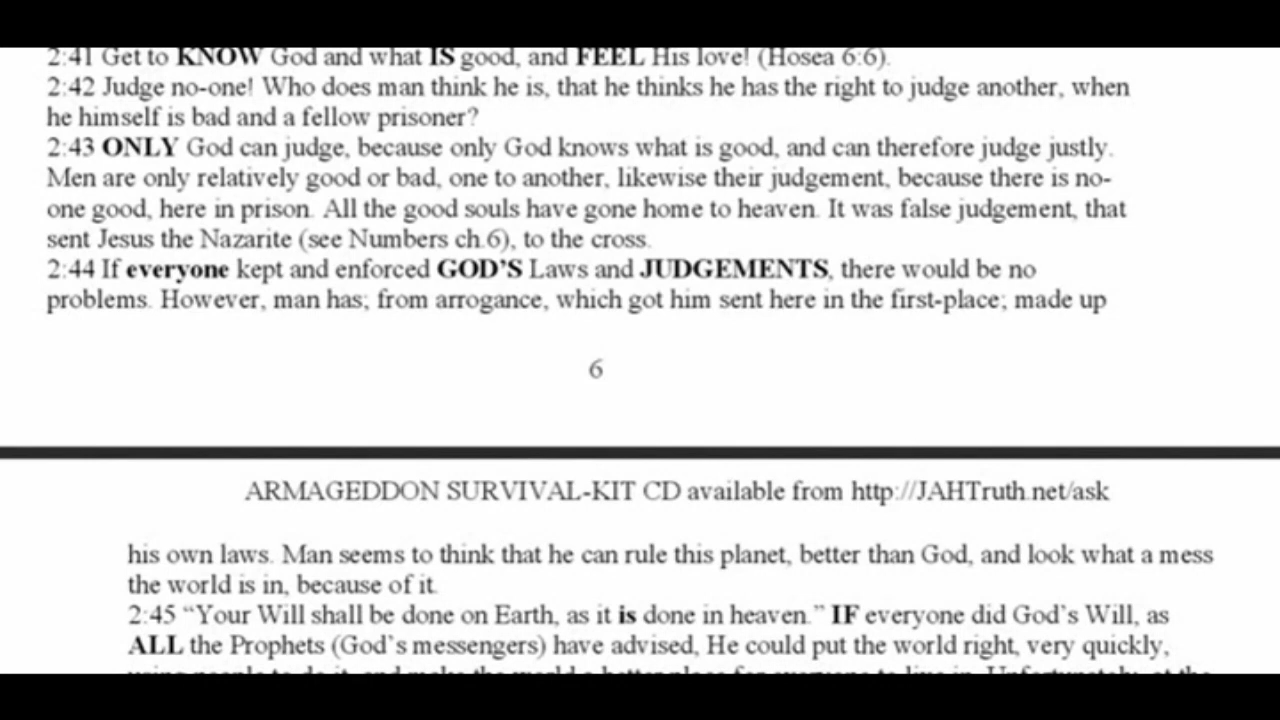 2:41 Get to KNOW God and what IS good, and FEEL His love! (Hosea 6:6).
2:42 Judge no-one! Who does man think he is, that he thinks he has the right to judge another, when
he himself is bad and a fellow prisoner?
2:43 ONLY God can judge, because only God knows what is good, and can therefore judge justly.
Men are only relatively good or bad, one to another, likewise their judgement, because there is no-
one good, here in prison. All the good souls have gone home to heaven. It was false judgement, that
sent Jesus the Nazarite (see Numbers ch.6), to the cross.
2:44 If everyone kept and enforced GOD'S Laws and JUDGEMENTS, there would be no
problems. However, man has; from arrogance, which got him sent here in the first-place; made up
6
ARMAGEDDON SURVIVAL-KIT CD available from http://JAHTruth.net/ask
his own laws. Man seems to think that he can rule this planet, better than God, and look what a mess
the world is in, because of it.
2:45 “Your Will shall be done on Earth, as it is done in heaven.” IF everyone did God's Will, as
ALL the Prophets (God's messengers) have advised, He could put the world right, very quickly,